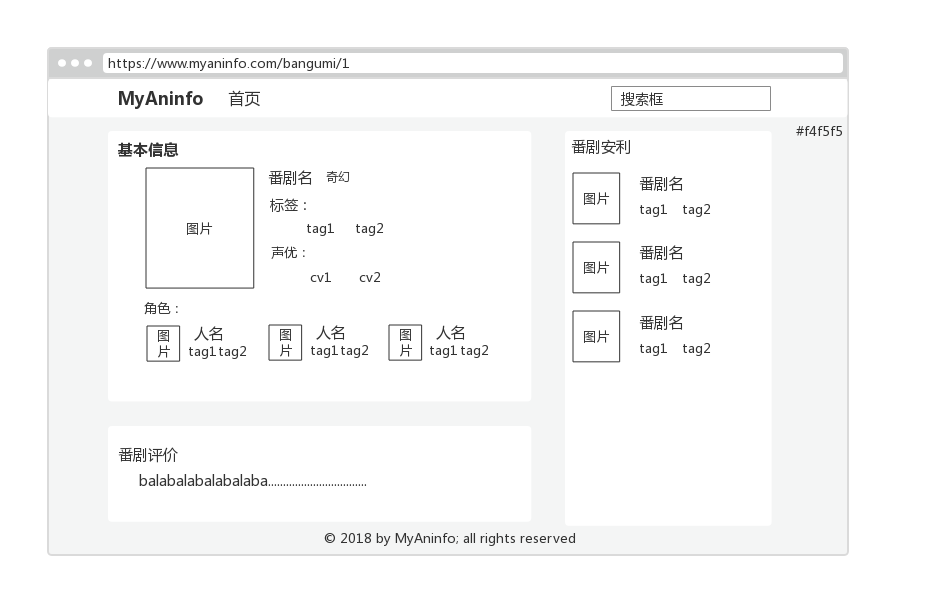 https://www.myaninfo.com/bangumi/1
MyAninfo 首页 搜索框
#f4f5f5
基本信息
图片
番剧名 奇幻
标签：
tag1 tag2
声优：
cv1 cv2
角色：
图片 人名
tag1 tag2
图片 人名
tag1 tag2
图片 人名
tag1 tag2
番剧评价
balabalabalabalaba..................................
番剧安利
图片 番剧名
tag1 tag2
图片 番剧名
tag1 tag2
图片 番剧名
tag1 tag2
© 2018 by MyAninfo; all rights reserved